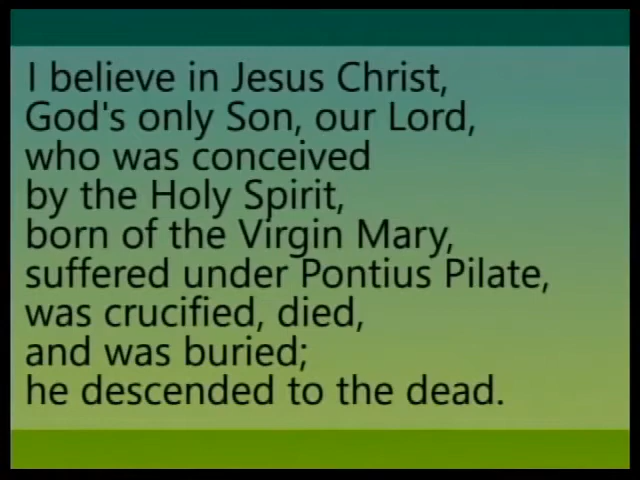 I believe in Jesus Christ,
God's only Son, our Lord,
who was conceived
by the Holy Spirit,
born of the Virgin Mary,
suffered under Pontius Pilate,
was crucified, died,
and was buried;
he descended to the dead.